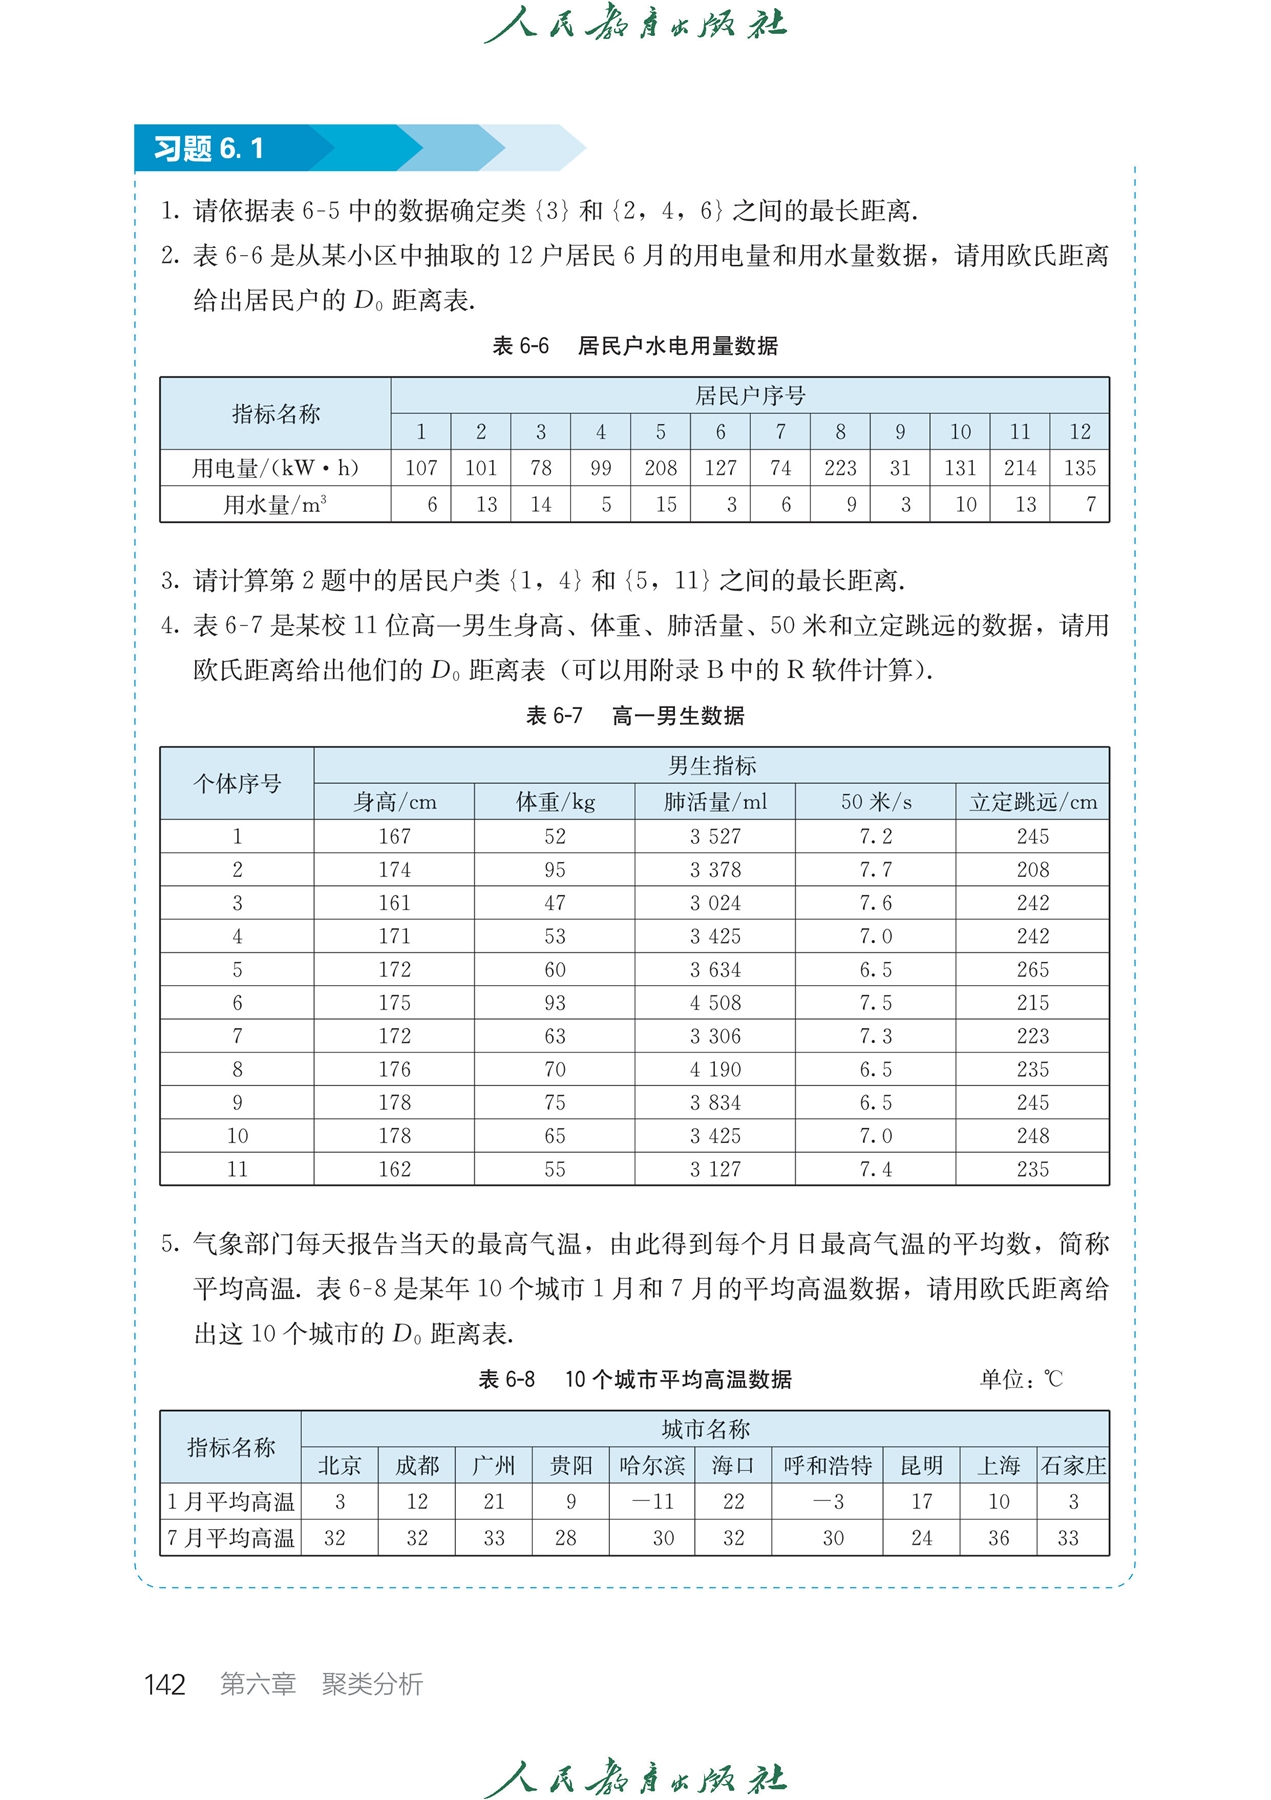 人民教育出版社
习题 6.1
1. 请依据表 6-5 中的数据确定类 {3} 和 {2，4，6} 之间的最长距离.
2. 表 6-6 是从某小区中抽取的 12 户居民 6 月的用电量和用水量数据，请用欧氏距离
给出居民户的 D₀ 距离表.
表 6-6 居民户水电用量数据
指标名称 居民户序号
1 2 3 4 5 6 7 8 9 10 11 12
用电量/(kW·h) 107 101 78 99 208 127 74 223 31 131 214 135
用水量/m³ 6 13 14 5 15 3 6 9 3 10 13 7
3. 请计算第 2 题中的居民户类 {1，4} 和 {5，11} 之间的最长距离.
4. 表 6-7 是某校 11 位高一男生身高、体重、肺活量、50 米和立定跳远的数据，请用
欧氏距离给出他们的 D₀ 距离表（可以用附录 B 中的 R 软件计算）.
表 6-7 高一男生数据
个体序号 男生指标
身高/cm 体重/kg 肺活量/ml 50 米/s 立定跳远/cm
1 167 52 3 527 7.2 245
2 174 95 3 378 7.7 208
3 161 47 3 024 7.6 242
4 171 53 3 425 7.0 242
5 172 60 3 634 6.5 265
6 175 93 4 508 7.5 215
7 172 63 3 306 7.3 223
8 176 70 4 190 6.5 235
9 178 75 3 834 6.5 245
10 178 65 3 425 7.0 248
11 162 55 3 127 7.4 235
5. 气象部门每天报告当天的最高气温，由此得到每个月日最高气温的平均数，简称
平均高温. 表 6-8 是某年 10 个城市 1 月和 7 月的平均高温数据，请用欧氏距离给
出这 10 个城市的 D₀ 距离表.
表 6-8 10 个城市平均高温数据 单位：℃
指标名称 城市名称
北京 成都 广州 贵阳 哈尔滨 海口 呼和浩特 昆明 上海 石家庄
1 月平均高温 3 12 21 9 －11 22 －3 17 10 3
7 月平均高温 32 32 33 28 30 32 30 24 36 33
142 第六章 聚类分析
人民教育出版社